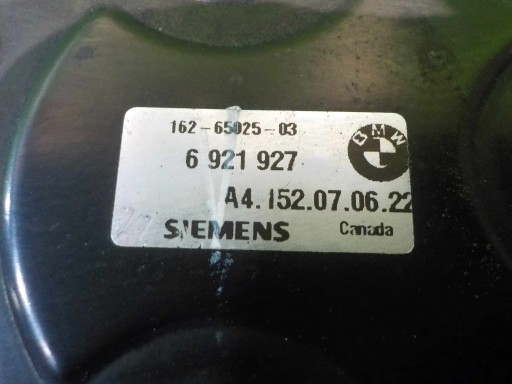 162-65025-03
6 921 927
BMW
A4.152.07.06.22
SIEMENS
Canada